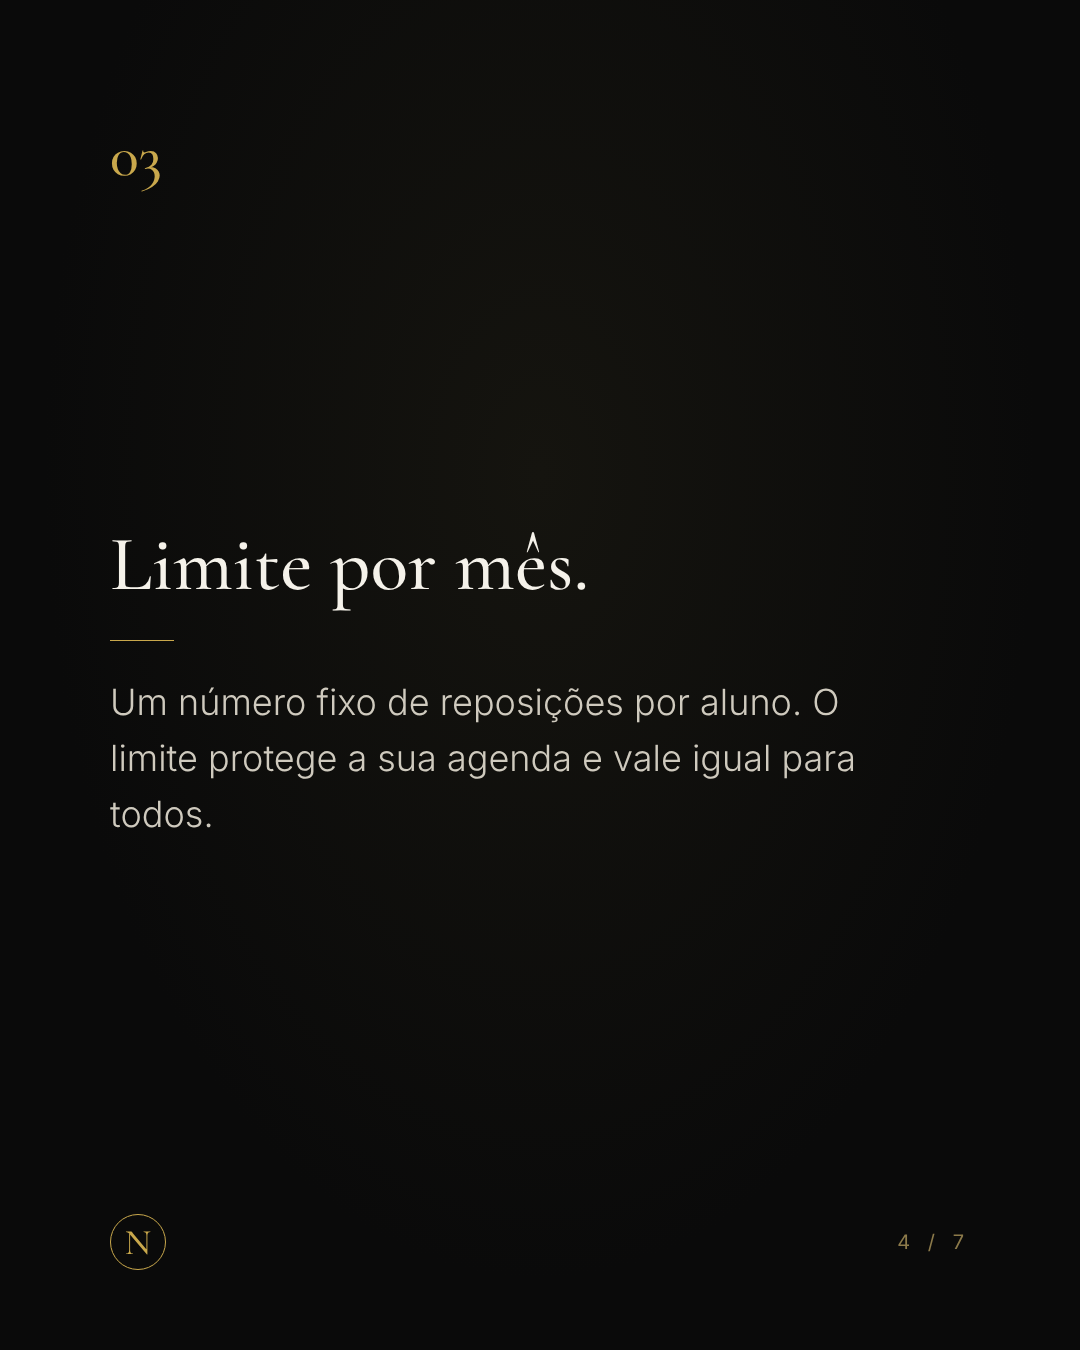 03
Limite por mês.
Um número fixo de reposições por aluno. O
limite protege a sua agenda e vale igual para
todos.
N
4 / 7